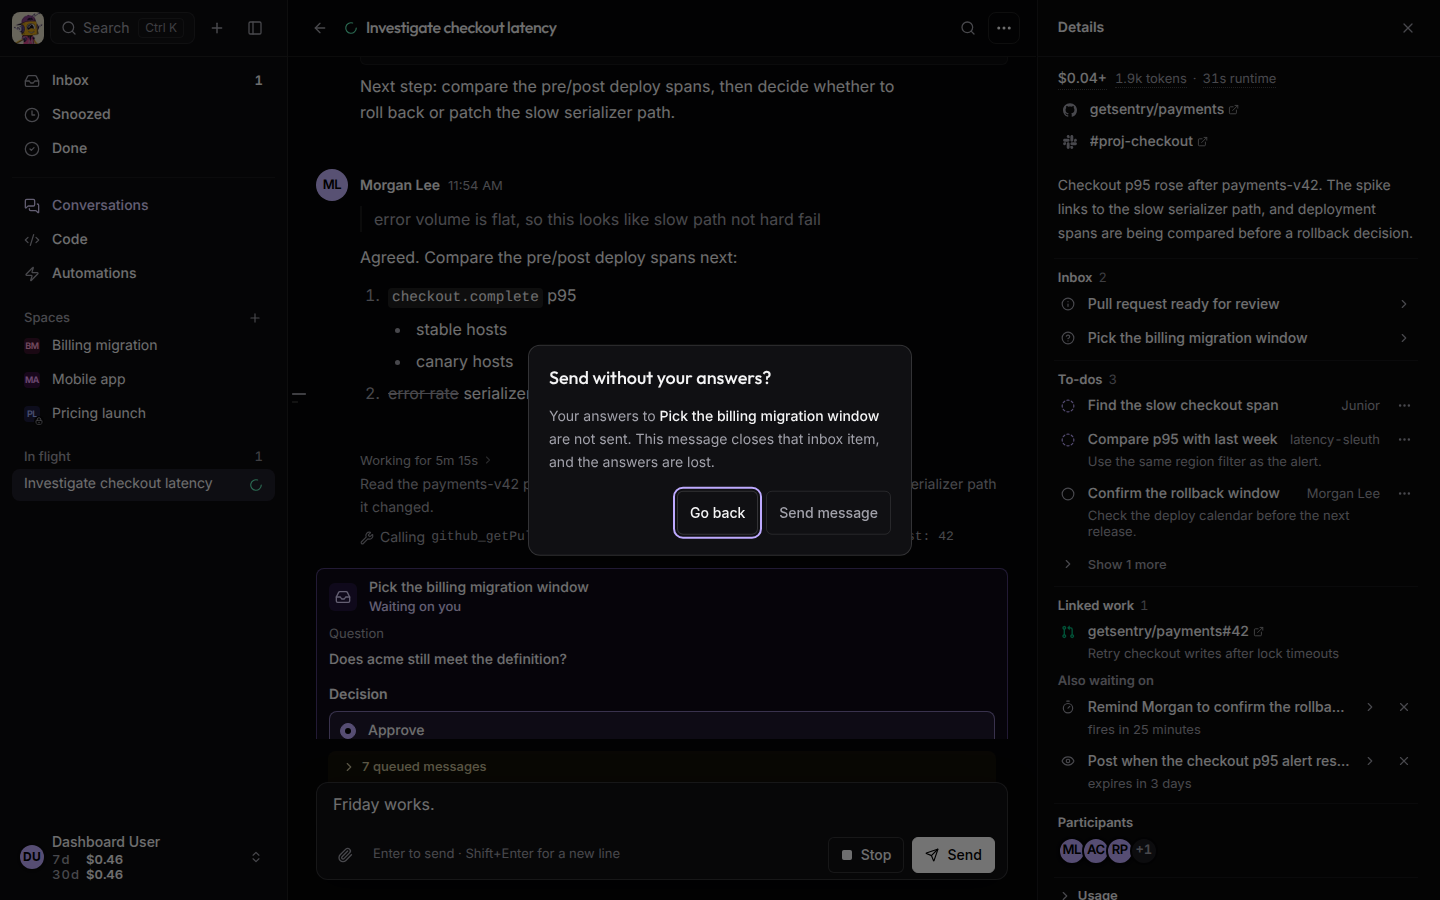 Search Ctrl K
Inbox 1
Snoozed
Done
Conversations
Code
Automations
Spaces
BM Billing migration
MA Mobile app
PL Pricing launch
In flight 1
Investigate checkout latency
DU Dashboard User
7d $0.46
30d $0.46
Investigate checkout latency
Next step: compare the pre/post deploy spans, then decide whether to
roll back or patch the slow serializer path.
ML Morgan Lee 11:54 AM
error volume is flat, so this looks like slow path not hard fail
Agreed. Compare the pre/post deploy spans next:
1. checkout.complete p95
• stable hosts
• canary hosts
2. error rate serializer
Working for 5m 15s
Read the payments-v42 p
erializer path
it changed.
Calling github_getPu
st: 42
Send without your answers?
Your answers to Pick the billing migration window
are not sent. This message closes that inbox item,
and the answers are lost.
Go back Send message
Pick the billing migration window
Waiting on you
Question
Does acme still meet the definition?
Decision
Approve
7 queued messages
Friday works.
Enter to send · Shift+Enter for a new line
Stop Send
Details
$0.04+ 1.9k tokens · 31s runtime
getsentry/payments
#proj-checkout
Checkout p95 rose after payments-v42. The spike
links to the slow serializer path, and deployment
spans are being compared before a rollback decision.
Inbox 2
Pull request ready for review
Pick the billing migration window
To-dos 3
Find the slow checkout span Junior
Compare p95 with last week latency-sleuth
Use the same region filter as the alert.
Confirm the rollback window Morgan Lee
Check the deploy calendar before the next
release.
Show 1 more
Linked work 1
getsentry/payments#42
Retry checkout writes after lock timeouts
Also waiting on
Remind Morgan to confirm the rollba...
fires in 25 minutes
Post when the checkout p95 alert res...
expires in 3 days
Participants
ML AC RP +1
Usage